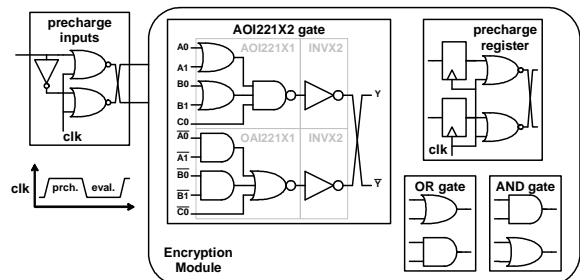 precharge
inputs
clk
clk
prch.
eval.
AOI221X2 gate
AOI221X1
INVX2
A0
A1
B0
B1
C0
Y
OAI221X1
INVX2
A0
A1
B0
B1
C0
Y
Encryption
Module
precharge
register
clk
OR gate
AND gate